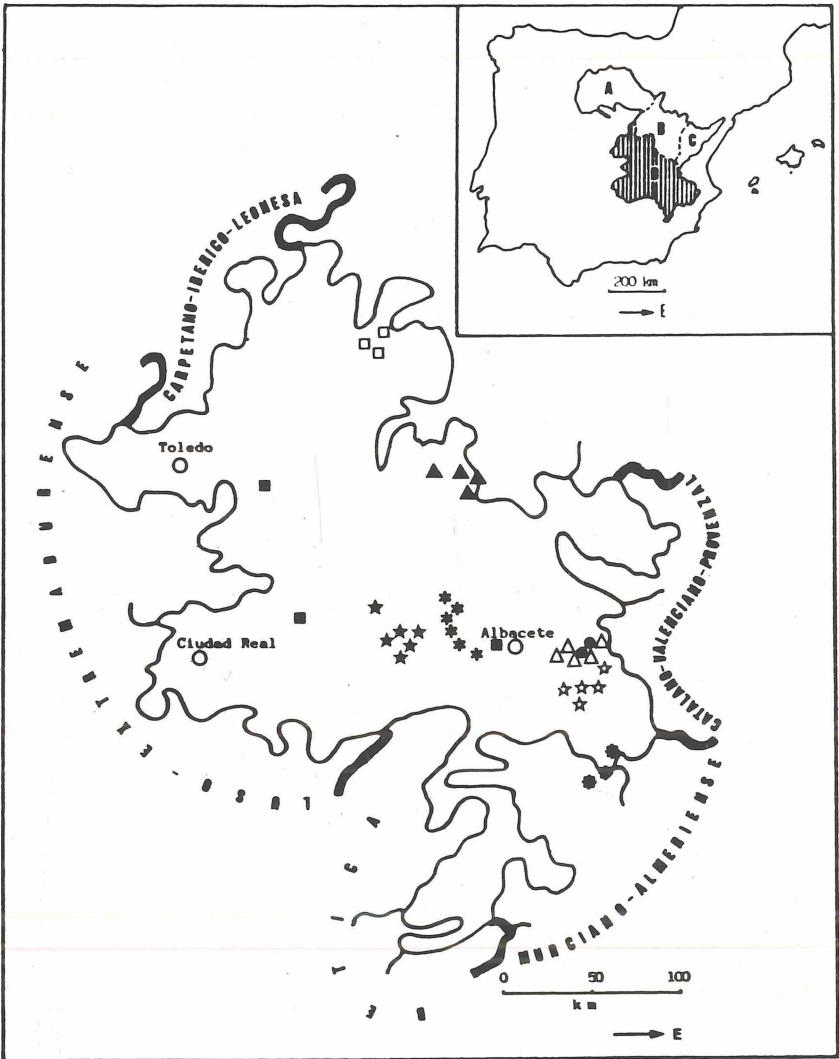 A
B
C
D
200 km
E
CARPETANO-IBERICO-LEONESA
LUSO-EXTREMADURENSE
Toledo
CATALANO-VALENCIANO-PROVENZAL
Ciudad Real
Albacete
BETICA
MURCIANO-ALMERIENSE
0 50 100
km
E